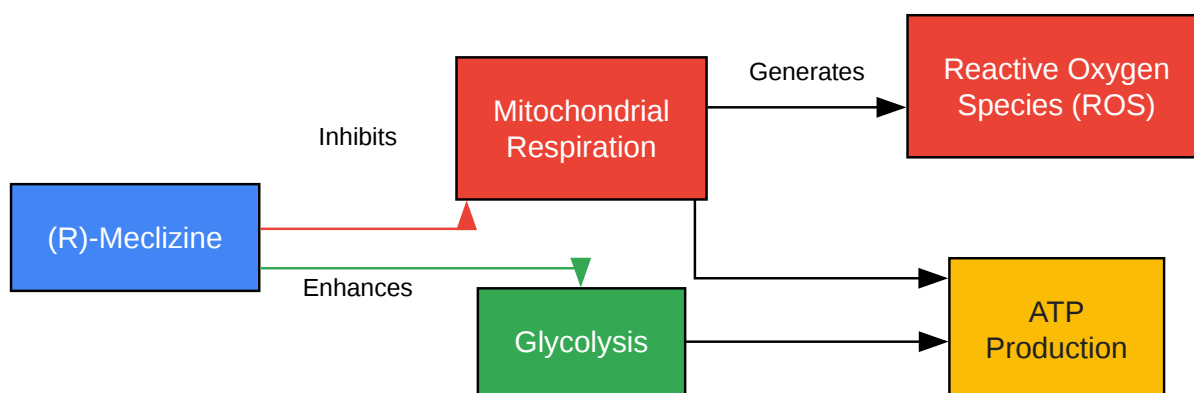 Generates
Reactive Oxygen
Species (ROS)
Mitochondrial
Respiration
Inhibits
(R)-Meclizine
Enhances
Glycolysis
ATP
Production